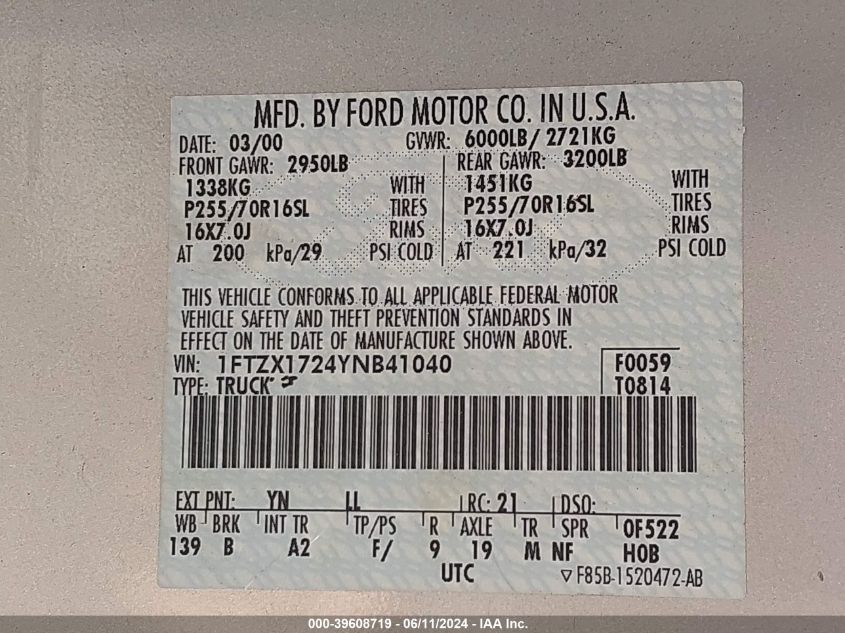 MFD. BY FORD MOTOR CO. IN U.S.A.
DATE: 03/00 GVWR: 6000LB/ 2721KG
FRONT GAWR: 2950LB REAR GAWR: 3200LB
1338KG WITH 1451KG WITH
P255/70R16SL TIRES P255/70R16SL TIRES
16X7.0J RIMS 16X7.0J RIMS
AT 200 kPa/29 PSI COLD AT 221 kPa/32 PSI COLD
THIS VEHICLE CONFORMS TO ALL APPLICABLE FEDERAL MOTOR
VEHICLE SAFETY AND THEFT PREVENTION STANDARDS IN
EFFECT ON THE DATE OF MANUFACTURE SHOWN ABOVE.
VIN: 1FTZX1724YNB41040 F0059
TYPE: TRUCK T0814
EXT PNT: YN LL RC: 21 DSO:
WB BRK INT TR TP/PS R AXLE TR SPR 0F522
139 B A2 F/ 9 19 M NF H0B
UTC ▽F85B-1520472-AB
000-39608719 - 06/11/2024 - IAA Inc.